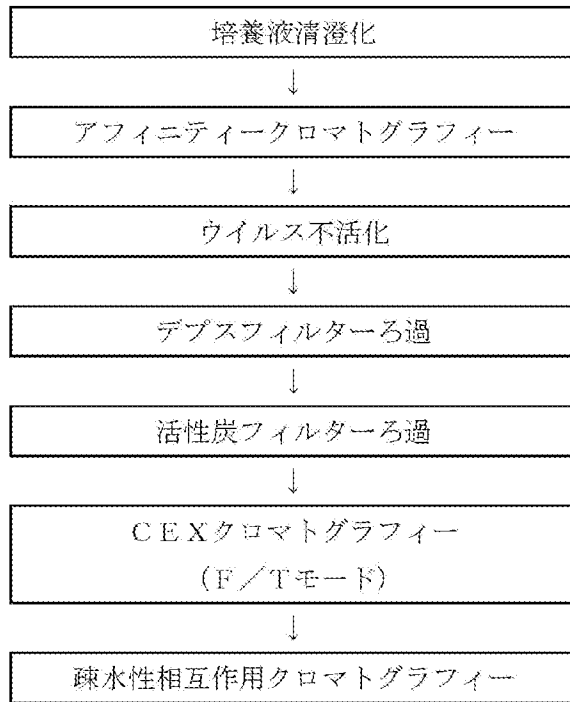 培養液清澄化
↓
アフィニティークロマトグラフィー
↓
ウイルス不活化
↓
デプスフィルターろ過
↓
活性炭フィルターろ過
↓
ＣＥＸクロマトグラフィー
（Ｆ／Ｔモード）
↓
疎水性相互作用クロマトグラフィー